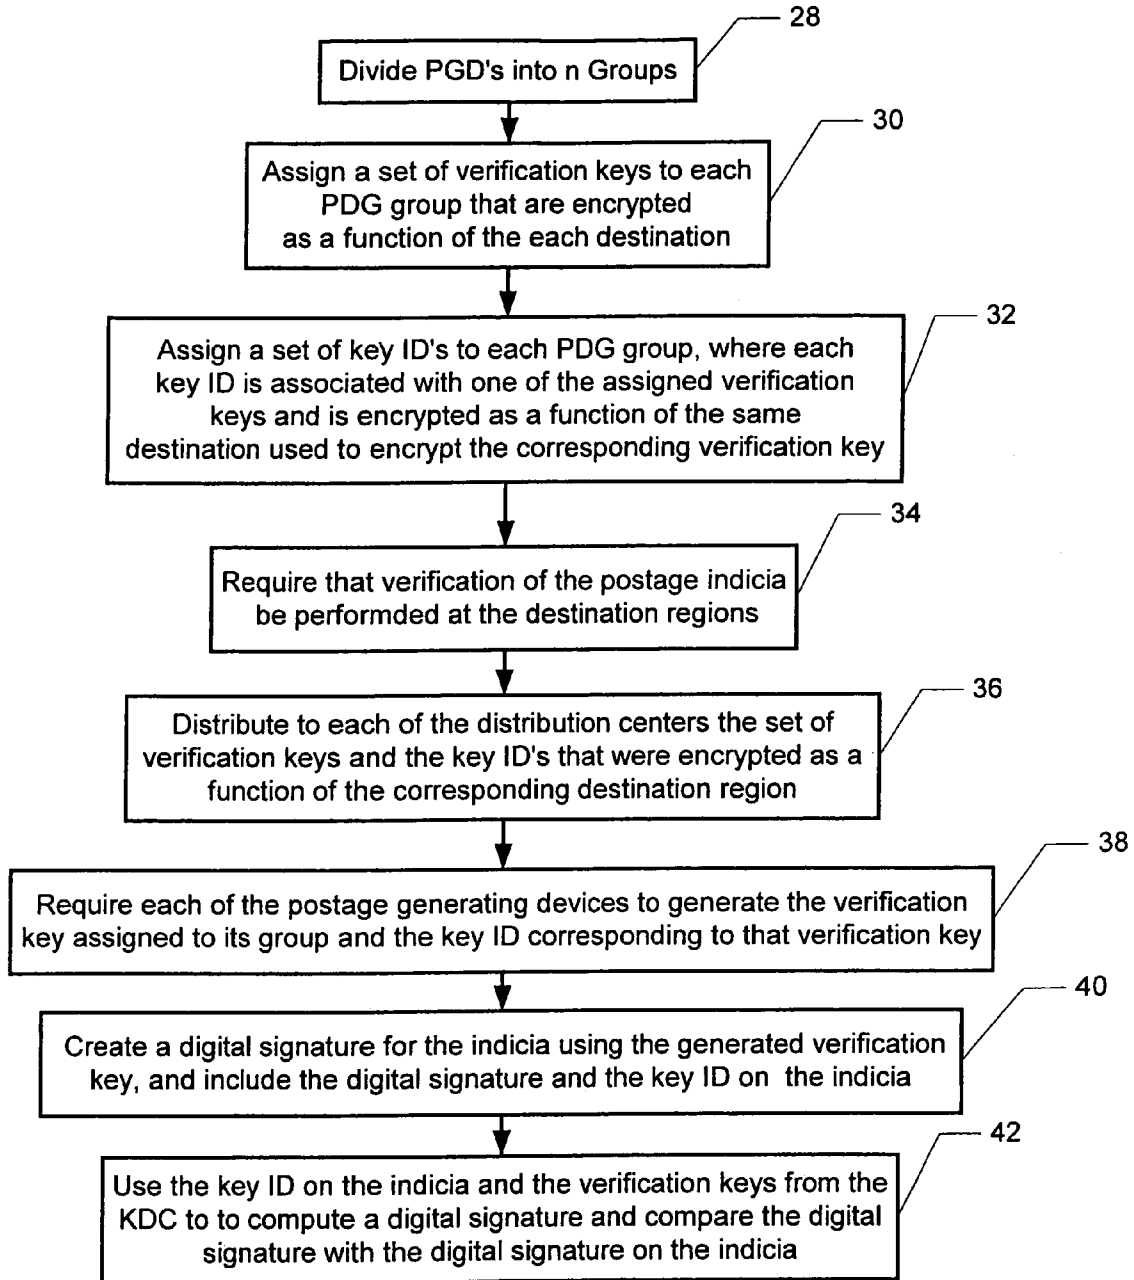 28
Divide PGD's into n Groups
30
Assign a set of verification keys to each
PDG group that are encrypted
as a function of the each destination
32
Assign a set of key ID's to each PDG group, where each
key ID is associated with one of the assigned verification
keys and is encrypted as a function of the same
destination used to encrypt the corresponding verification key
34
Require that verification of the postage indicia
be performded at the destination regions
36
Distribute to each of the distribution centers the set of
verification keys and the key ID's that were encrypted as a
function of the corresponding destination region
38
Require each of the postage generating devices to generate the verification
key assigned to its group and the key ID corresponding to that verification key
40
Create a digital signature for the indicia using the generated verification
key, and include the digital signature and the key ID on the indicia
42
Use the key ID on the indicia and the verification keys from the
KDC to to compute a digital signature and compare the digital
signature with the digital signature on the indicia